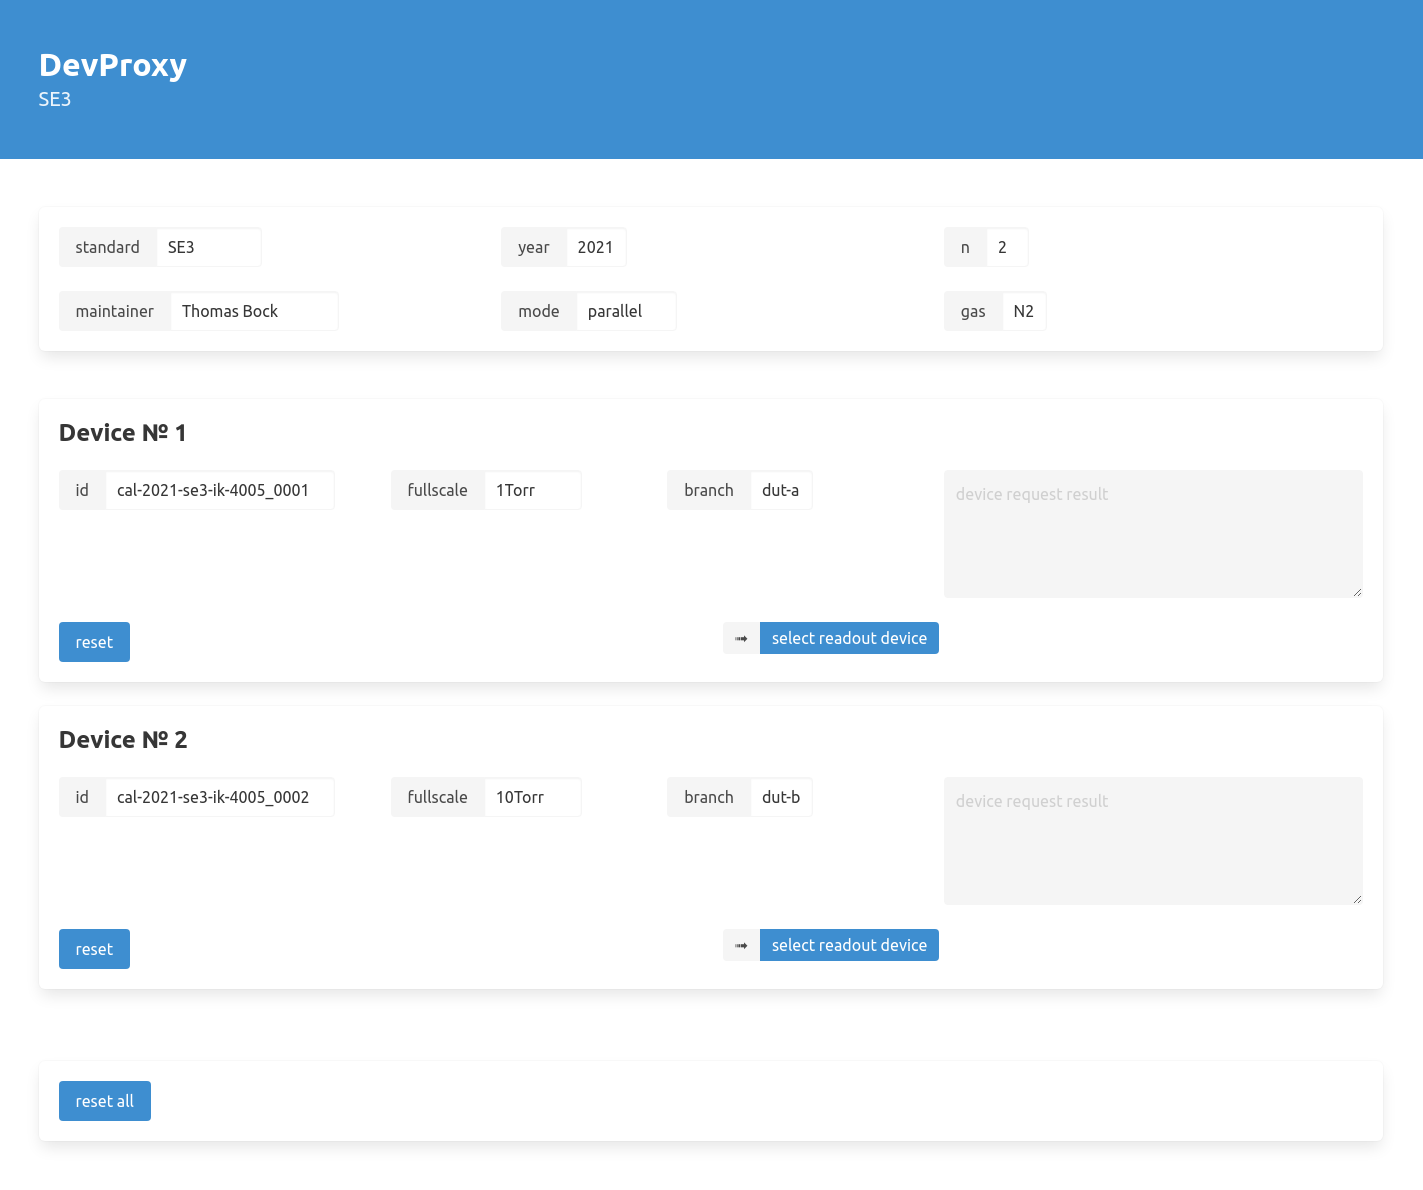 DevProxy
SE3
standard SE3 year 2021 n 2
maintainer Thomas Bock mode parallel gas N2
Device № 1
id cal-2021-se3-ik-4005_0001 fullscale 1Torr branch dut-a device request result
reset ➟ select readout device
Device № 2
id cal-2021-se3-ik-4005_0002 fullscale 10Torr branch dut-b device request result
reset ➟ select readout device
reset all